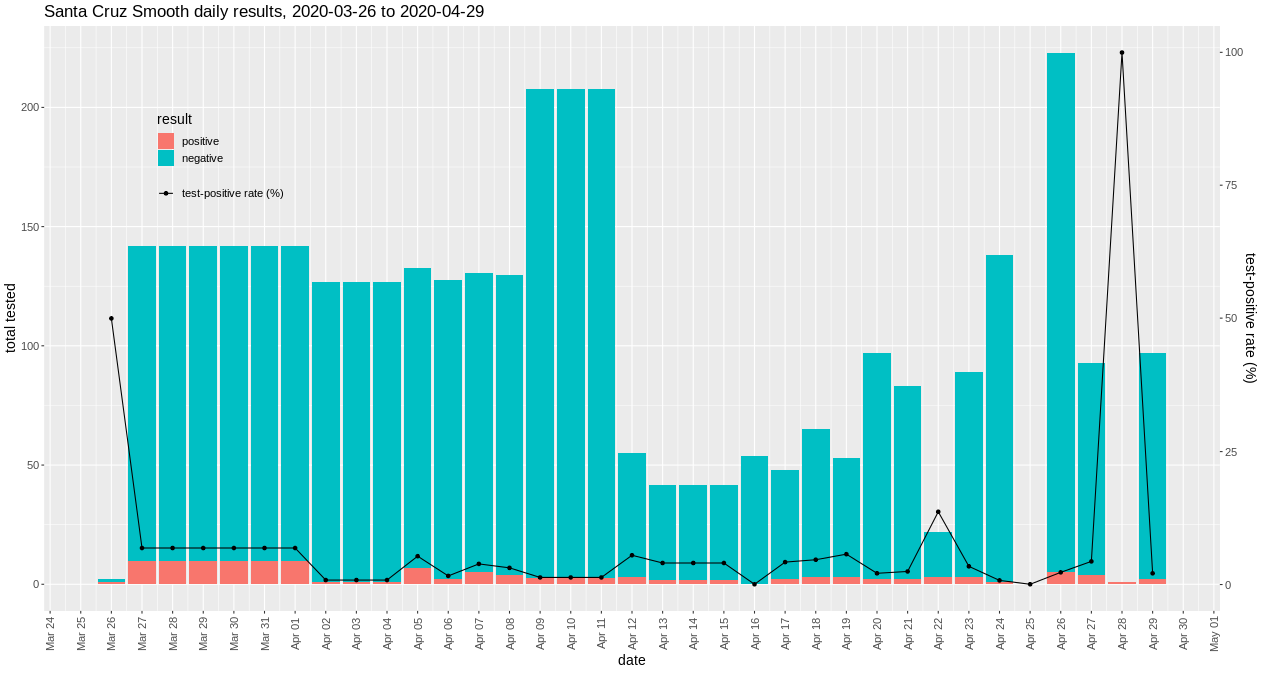 Santa Cruz Smooth daily results, 2020-03-26 to 2020-04-29
total tested
200
150
100
50
0
result
positive
negative
test-positive rate (%)
100
75
50
25
0
test-positive rate (%)
Mar 24
Mar 25
Mar 26
Mar 27
Mar 28
Mar 29
Mar 30
Mar 31
Apr 01
Apr 02
Apr 03
Apr 04
Apr 05
Apr 06
Apr 07
Apr 08
Apr 09
Apr 10
Apr 11
Apr 12
Apr 13
Apr 14
Apr 15
Apr 16
Apr 17
Apr 18
Apr 19
Apr 20
Apr 21
Apr 22
Apr 23
Apr 24
Apr 25
Apr 26
Apr 27
Apr 28
Apr 29
Apr 30
May 01
date